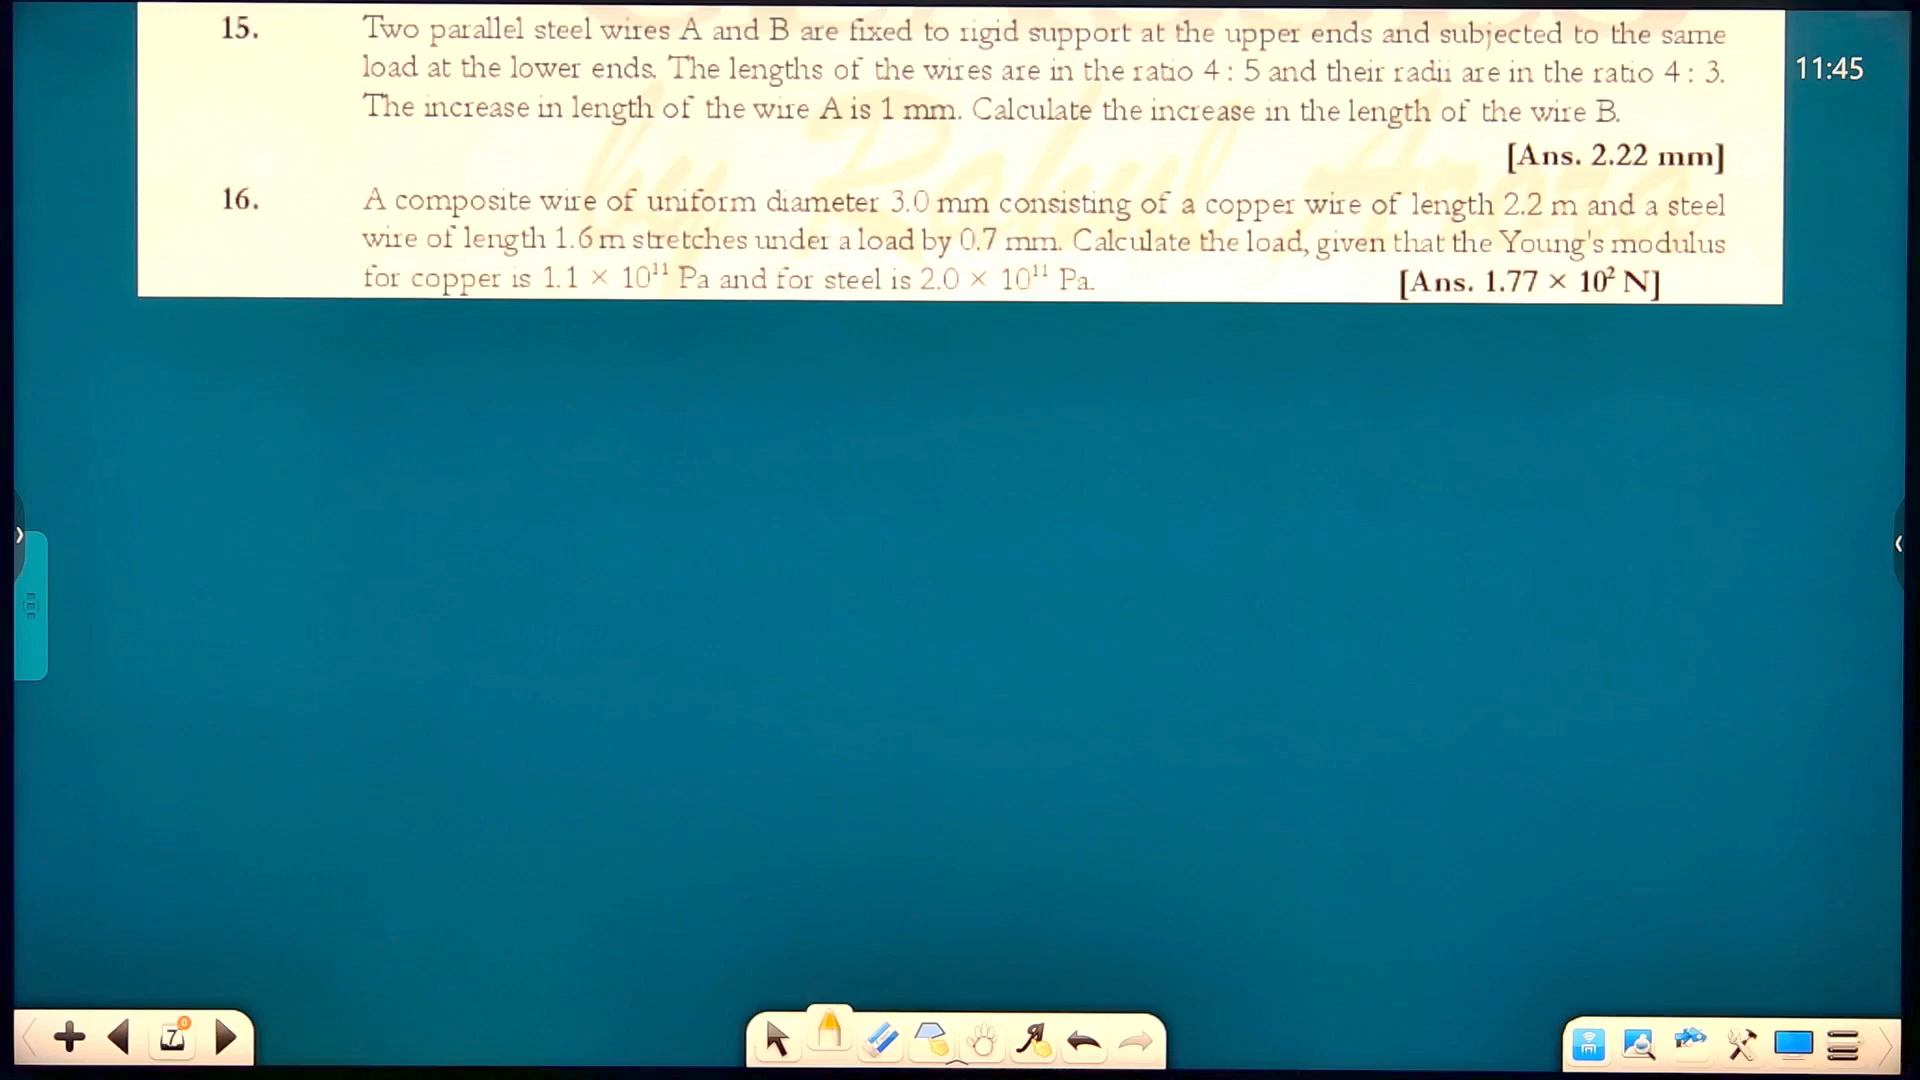 15. Two parallel steel wires A and B are fixed to rigid support at the upper ends and subjected to the same
load at the lower ends. The lengths of the wires are in the ratio 4 : 5 and their radii are in the ratio 4 : 3.
11:45
The increase in length of the wire A is 1 mm. Calculate the increase in the length of the wire B.
[Ans. 2.22 mm]
16. A composite wire of uniform diameter 3.0 mm consisting of a copper wire of length 2.2 m and a steel
wire of length 1.6 m stretches under a load by 0.7 mm. Calculate the load, given that the Young's modulus
for copper is 1.1 × 10¹¹ Pa and for steel is 2.0 × 10¹¹ Pa. [Ans. 1.77 × 10² N]
by Rahul
7
0